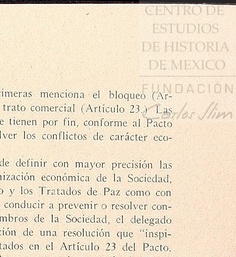 CENTRO DE
ESTUDIOS
DE HISTORIA
DE MEXICO
FUNDACIÓN
Carlos Slim
rimeras menciona el bloqueo (Ar-
trato comercial (Artículo 23.) Las
e tienen por fin, conforme al Pacto
lver los conflictos de carácter eco-
de definir con mayor precisión las
nización económica de la Sociedad,
o y los Tratados de Paz como con
conducir a prevenir o resolver con-
mbros de la Sociedad, el delegado
ción de una resolución que "inspi-
tados en el Artículo 23 del Pacto,